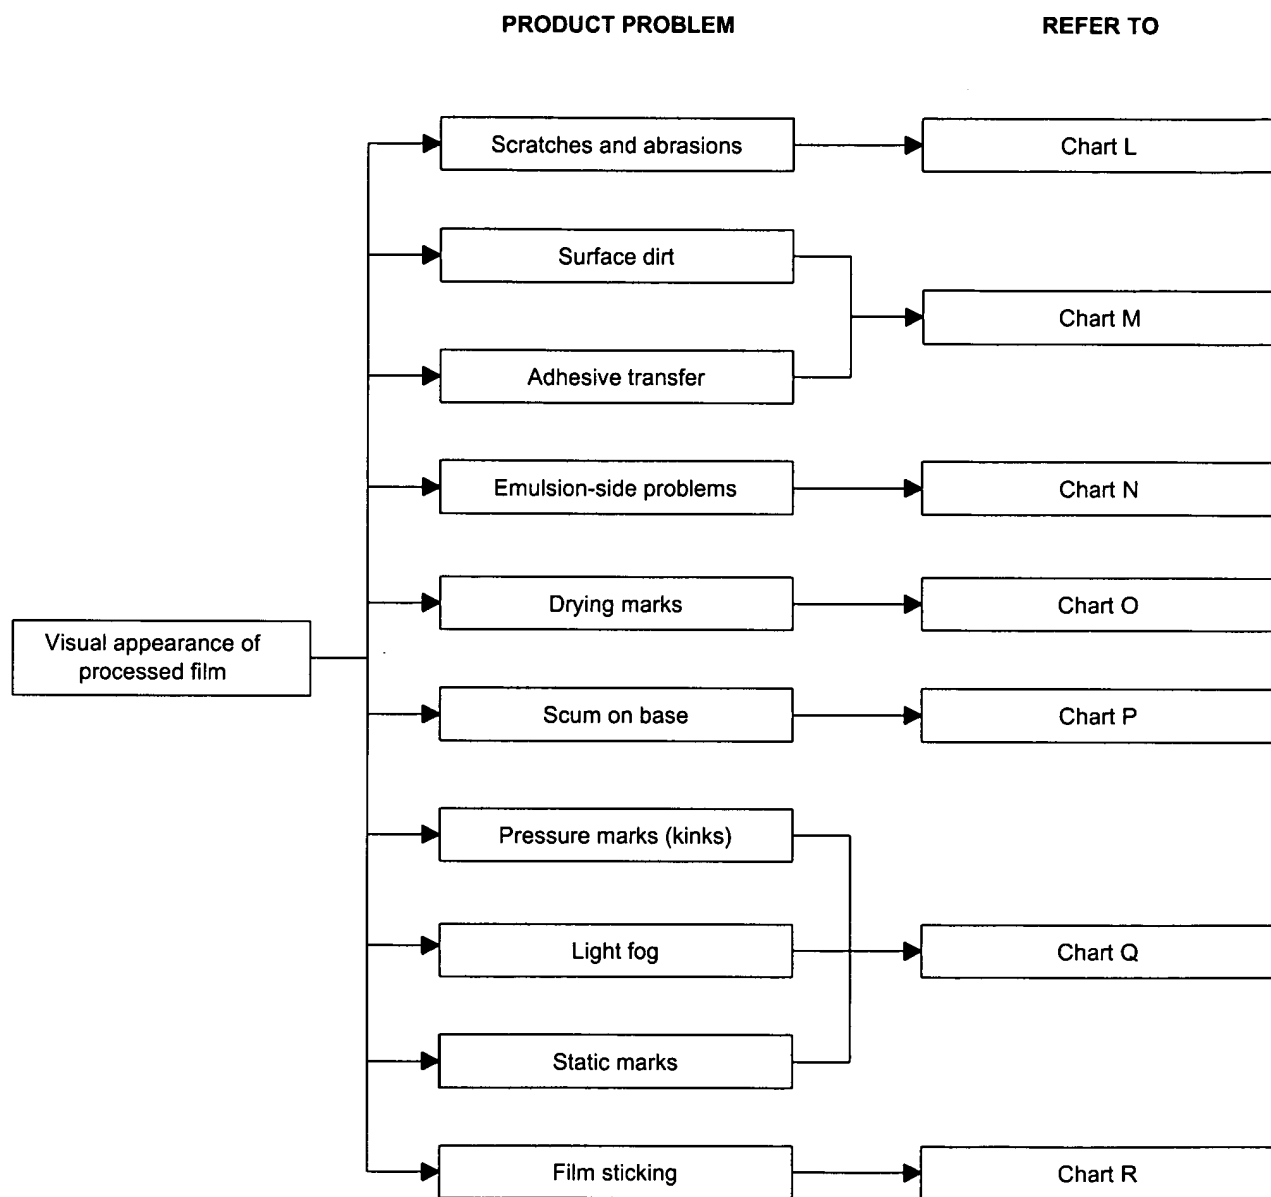 PRODUCT PROBLEM
REFER TO
Scratches and abrasions
Chart L
Surface dirt
Chart M
Adhesive transfer
Emulsion-side problems
Chart N
Drying marks
Chart O
Visual appearance of
processed film
Scum on base
Chart P
Pressure marks (kinks)
Light fog
Chart Q
Static marks
Film sticking
Chart R